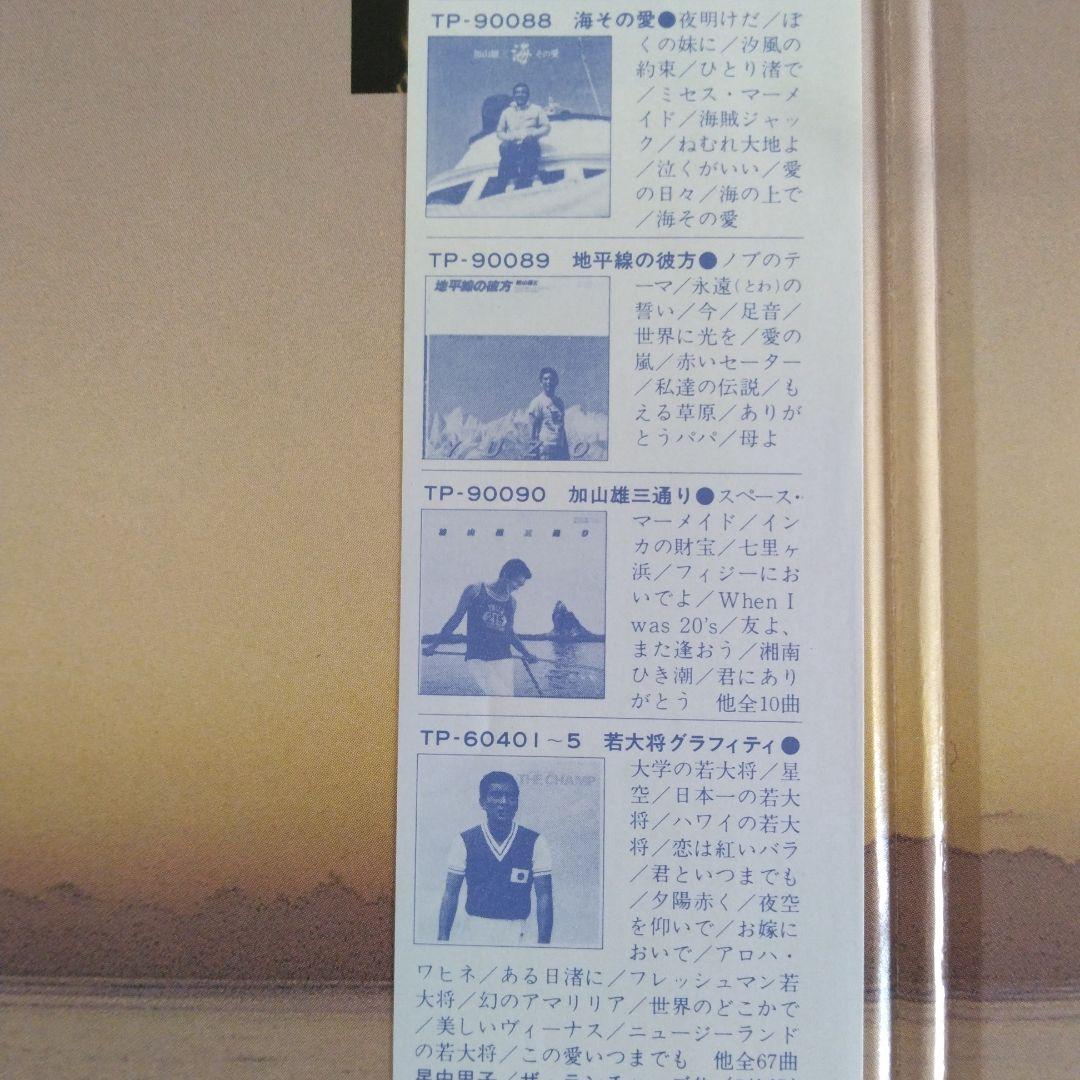 TP-90088 海その愛●夜明けだ／ぼ
くの妹に／汐風の
約束／ひとり渚で
／ミセス・マーメ
イド／海賊ジャッ
ク／ねむれ大地よ
／泣くがいい／愛
の日々／海の上で
／海その愛
加山雄三 海 その愛
TP-90089 地平線の彼方●ノブのテ
ーマ／永遠(とわ)の
誓い／今／足音／
世界に光を／愛の
嵐／赤いセーター
／私達の伝説／も
える草原／ありが
とうパパ／母よ
地平線の彼方 加山雄三
YUZO
TP-90090 加山雄三通り●スペース・
マーメイド／イン
カの財宝／七里ヶ
浜／フィジーにお
いでよ／When I
was 20's／友よ、
また逢おう／湘南
ひき潮／君にあり
がとう 他全10曲
加山雄三通り
TP-60401～5 若大将グラフィティ●
大学の若大将／星
空／日本一の若大
将／ハワイの若大
将／恋は紅いバラ
／君といつまでも
／夕陽赤く／夜空
を仰いで／お嫁に
おいで／アロハ・
THE CHAMP
ワヒネ／ある日渚に／フレッシュマン若
大将／幻のアマリリア／世界のどこかで
／美しいヴィーナス／ニュージーランド
の若大将／この愛いつまでも 他全67曲